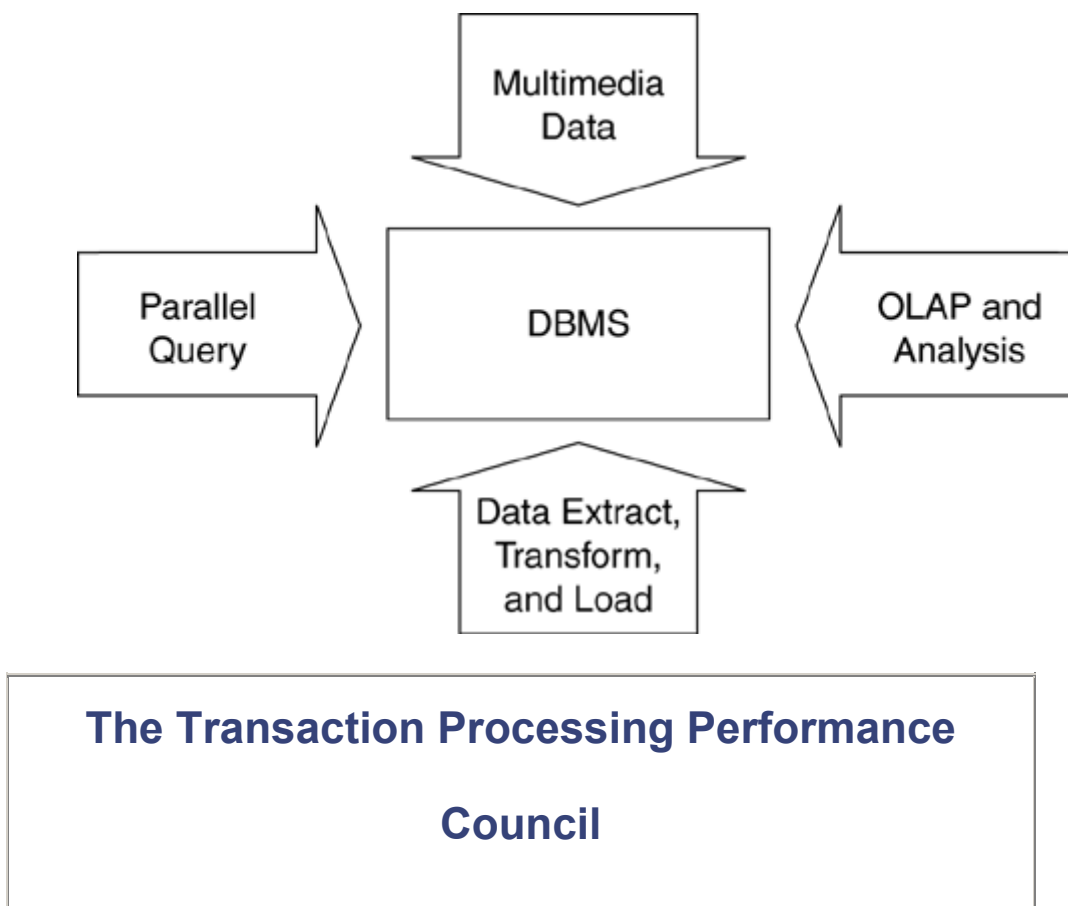 Multimedia
Data
Parallel
Query
DBMS
OLAP and
Analysis
Data Extract,
Transform,
and Load
The Transaction Processing Performance
Council